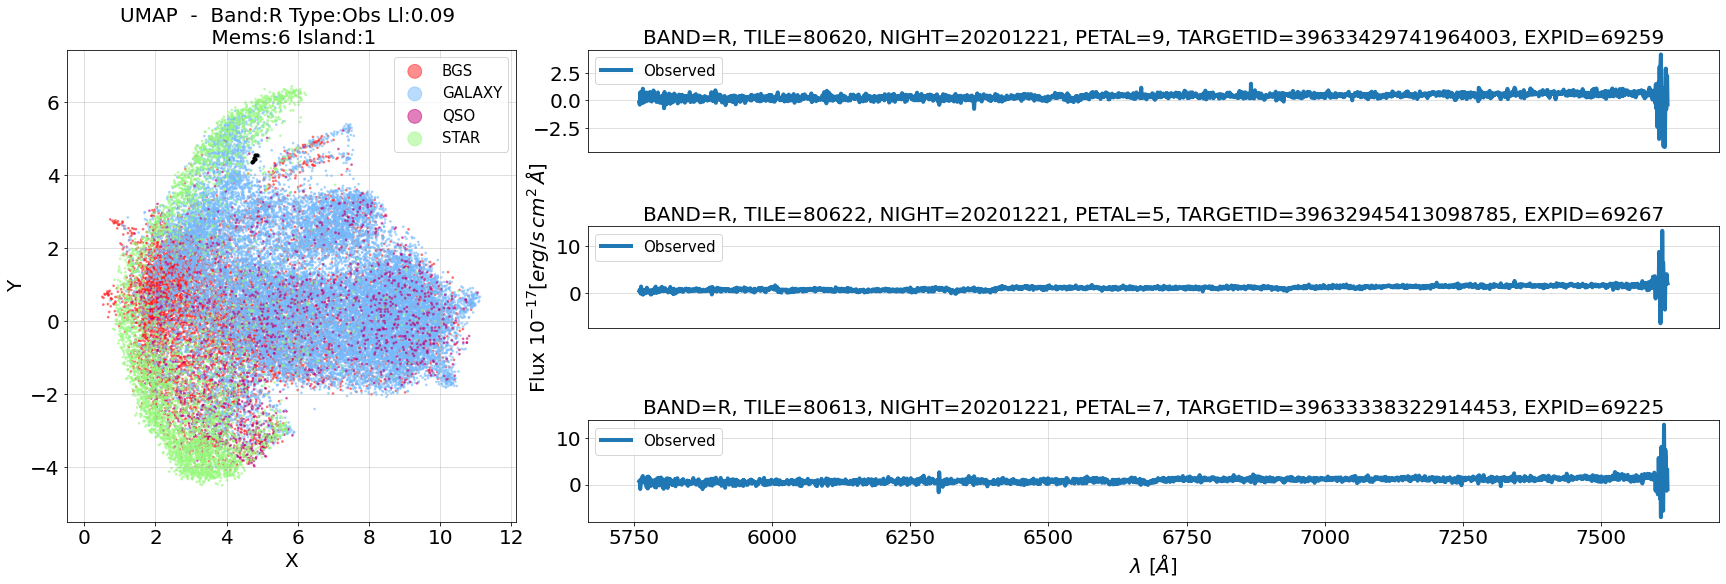 UMAP  -  Band:R Type:Obs Ll:0.09
Mems:6 Island:1
BGS
GALAXY
QSO
STAR
6
4
2
0
−2
−4
Y
0 2 4 6 8 10 12
X
Flux 10⁻¹⁷[erg/s cm² Å]
BAND=R, TILE=80620, NIGHT=20201221, PETAL=9, TARGETID=39633429741964003, EXPID=69259
Observed
2.5
0.0
−2.5
BAND=R, TILE=80622, NIGHT=20201221, PETAL=5, TARGETID=39632945413098785, EXPID=69267
Observed
10
0
BAND=R, TILE=80613, NIGHT=20201221, PETAL=7, TARGETID=39633338322914453, EXPID=69225
Observed
10
0
5750 6000 6250 6500 6750 7000 7250 7500
λ [Å]